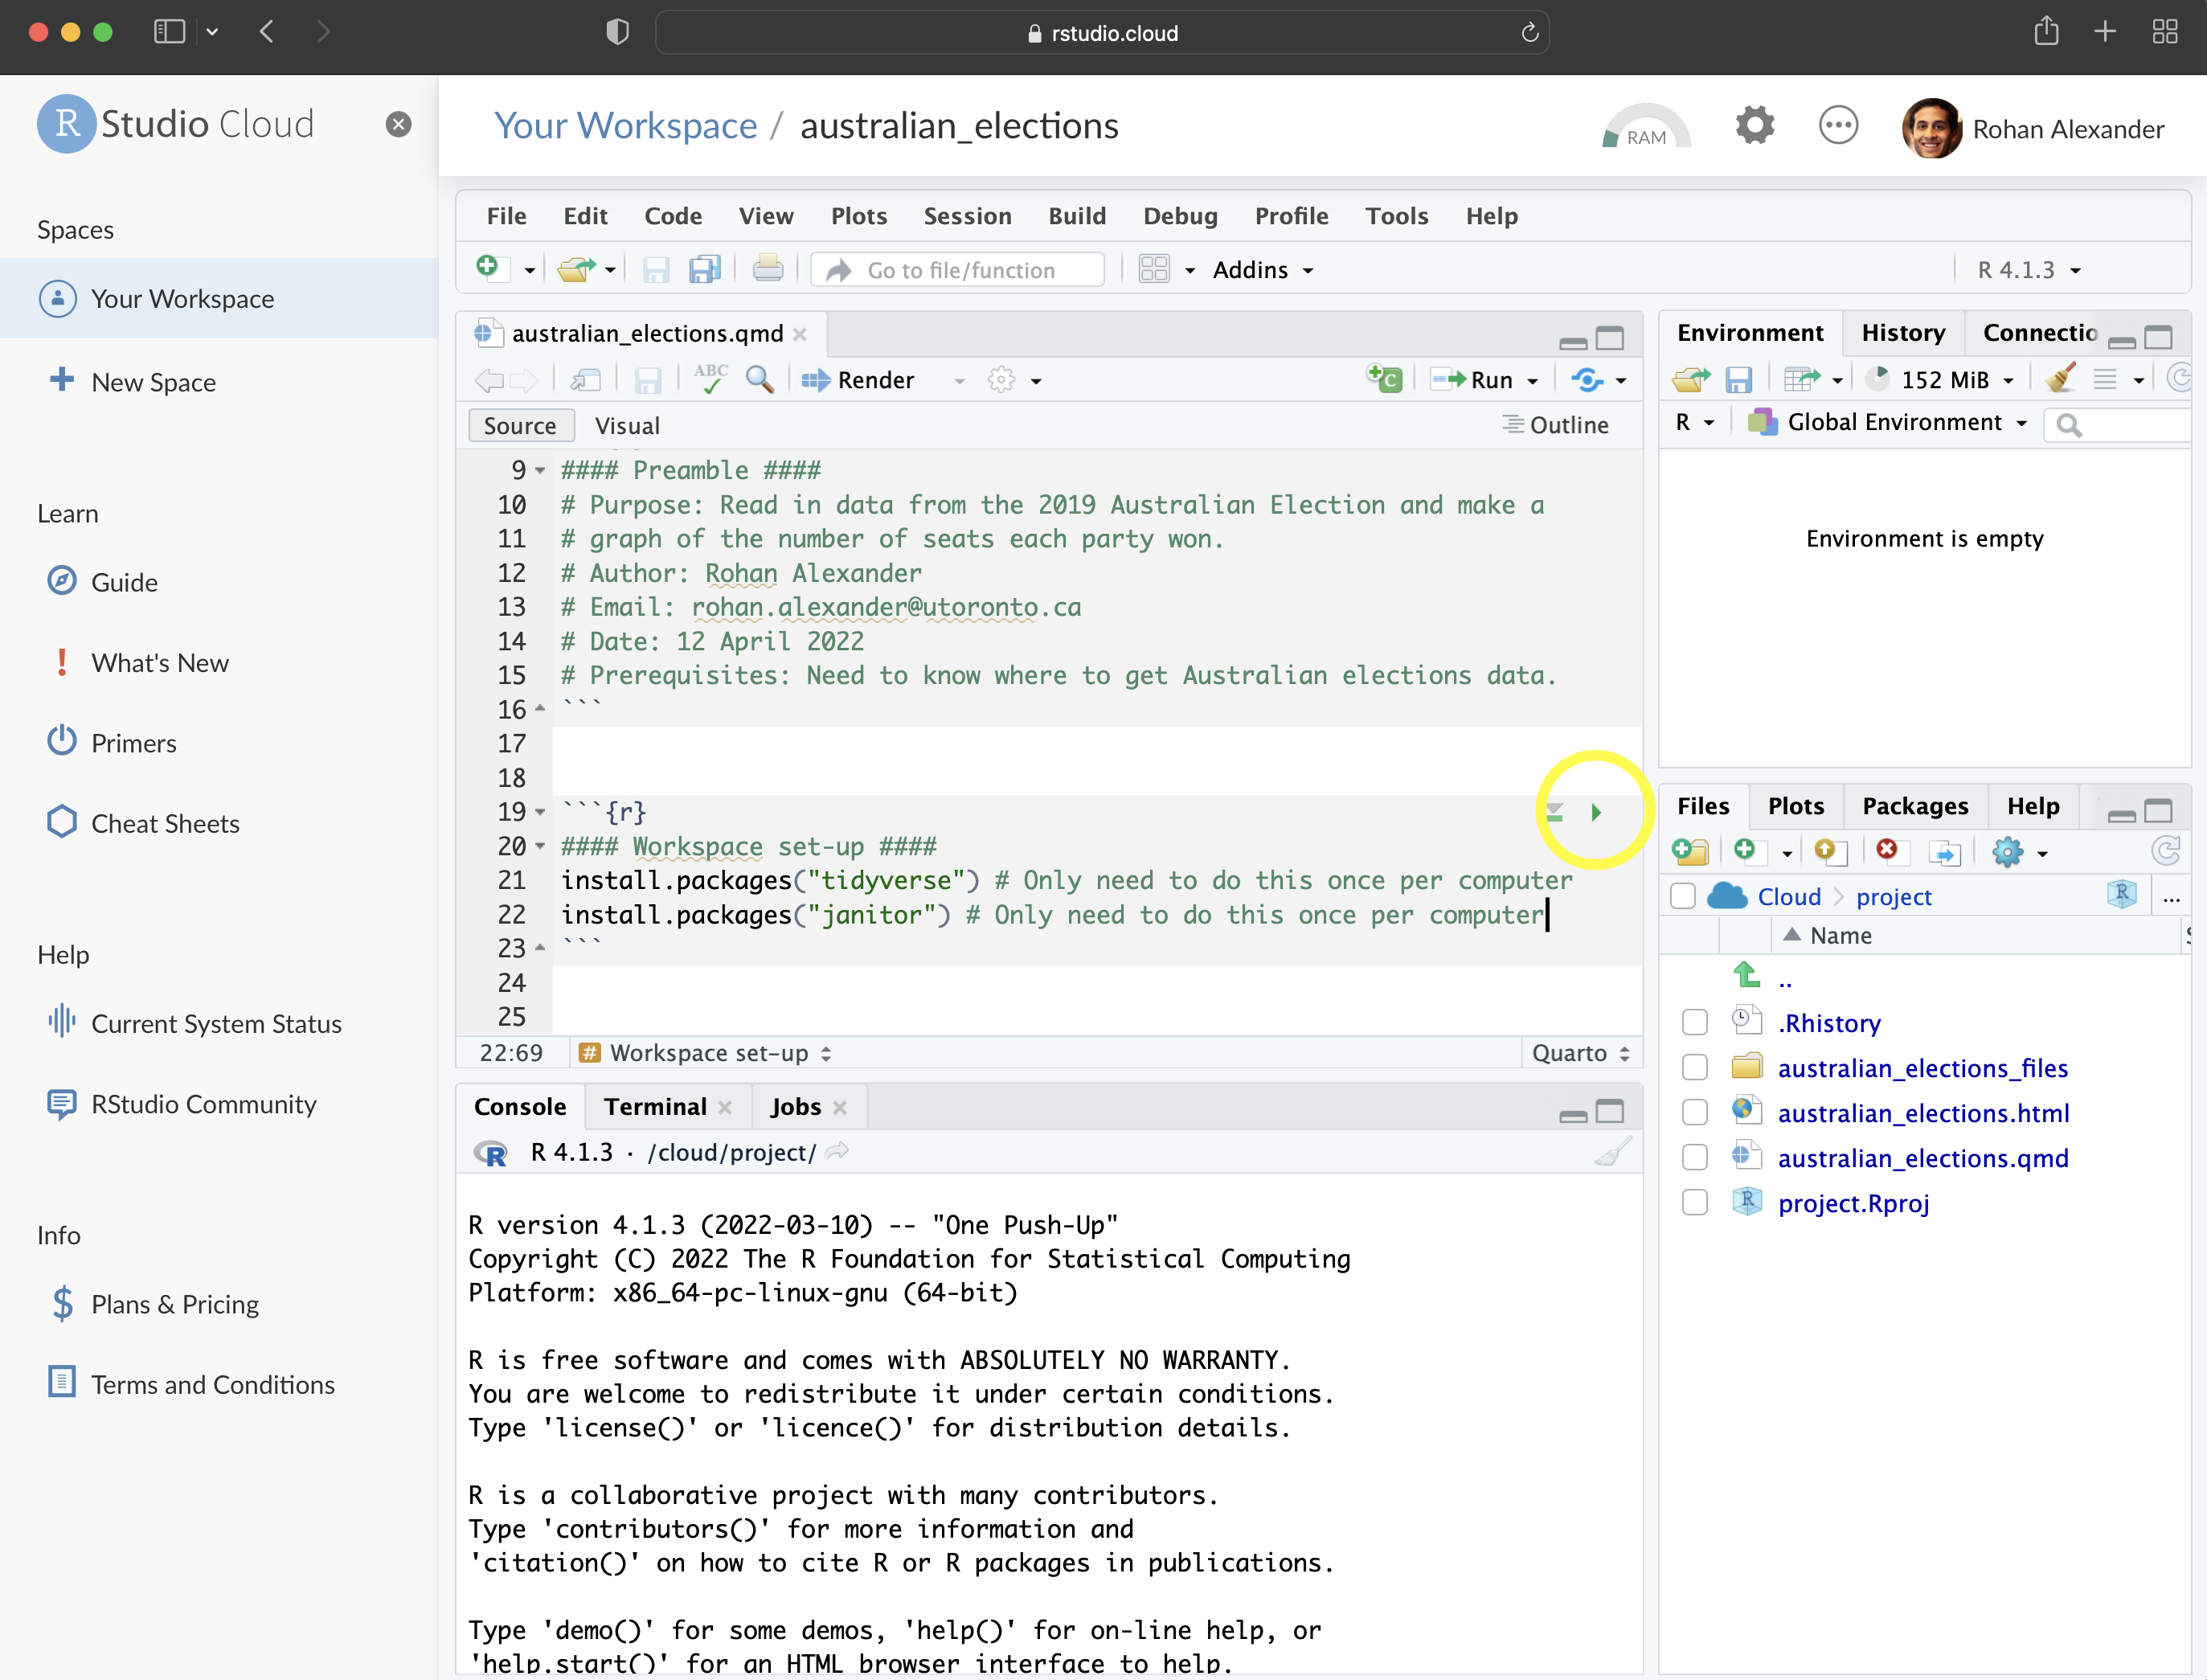 rstudio.cloud
R Studio Cloud
Your Workspace / australian_elections
RAM
Rohan Alexander
Spaces
Your Workspace
New Space
Learn
Guide
What's New
Primers
Cheat Sheets
Help
Current System Status
RStudio Community
Info
Plans & Pricing
Terms and Conditions
File Edit Code View Plots Session Build Debug Profile Tools Help
Go to file/function Addins R 4.1.3
australian_elections.qmd
ABC Render Run
Source Visual Outline
9 #### Preamble ####
10 # Purpose: Read in data from the 2019 Australian Election and make a
11 # graph of the number of seats each party won.
12 # Author: Rohan Alexander
13 # Email: rohan.alexander@utoronto.ca
14 # Date: 12 April 2022
15 # Prerequisites: Need to know where to get Australian elections data.
16 ```
17
18
19 ```{r}
20 #### Workspace set-up ####
21 install.packages("tidyverse") # Only need to do this once per computer
22 install.packages("janitor") # Only need to do this once per computer
23 ```
24
25
22:69 # Workspace set-up Quarto
Console Terminal Jobs
R R 4.1.3 · /cloud/project/
R version 4.1.3 (2022-03-10) -- "One Push-Up"
Copyright (C) 2022 The R Foundation for Statistical Computing
Platform: x86_64-pc-linux-gnu (64-bit)
R is free software and comes with ABSOLUTELY NO WARRANTY.
You are welcome to redistribute it under certain conditions.
Type 'license()' or 'licence()' for distribution details.
R is a collaborative project with many contributors.
Type 'contributors()' for more information and
'citation()' on how to cite R or R packages in publications.
Type 'demo()' for some demos, 'help()' for on-line help, or
'help.start()' for an HTML browser interface to help.
Environment History Connectio
152 MiB
R Global Environment
Environment is empty
Files Plots Packages Help
Cloud project R ...
Name
..
.Rhistory
australian_elections_files
australian_elections.html
australian_elections.qmd
project.Rproj